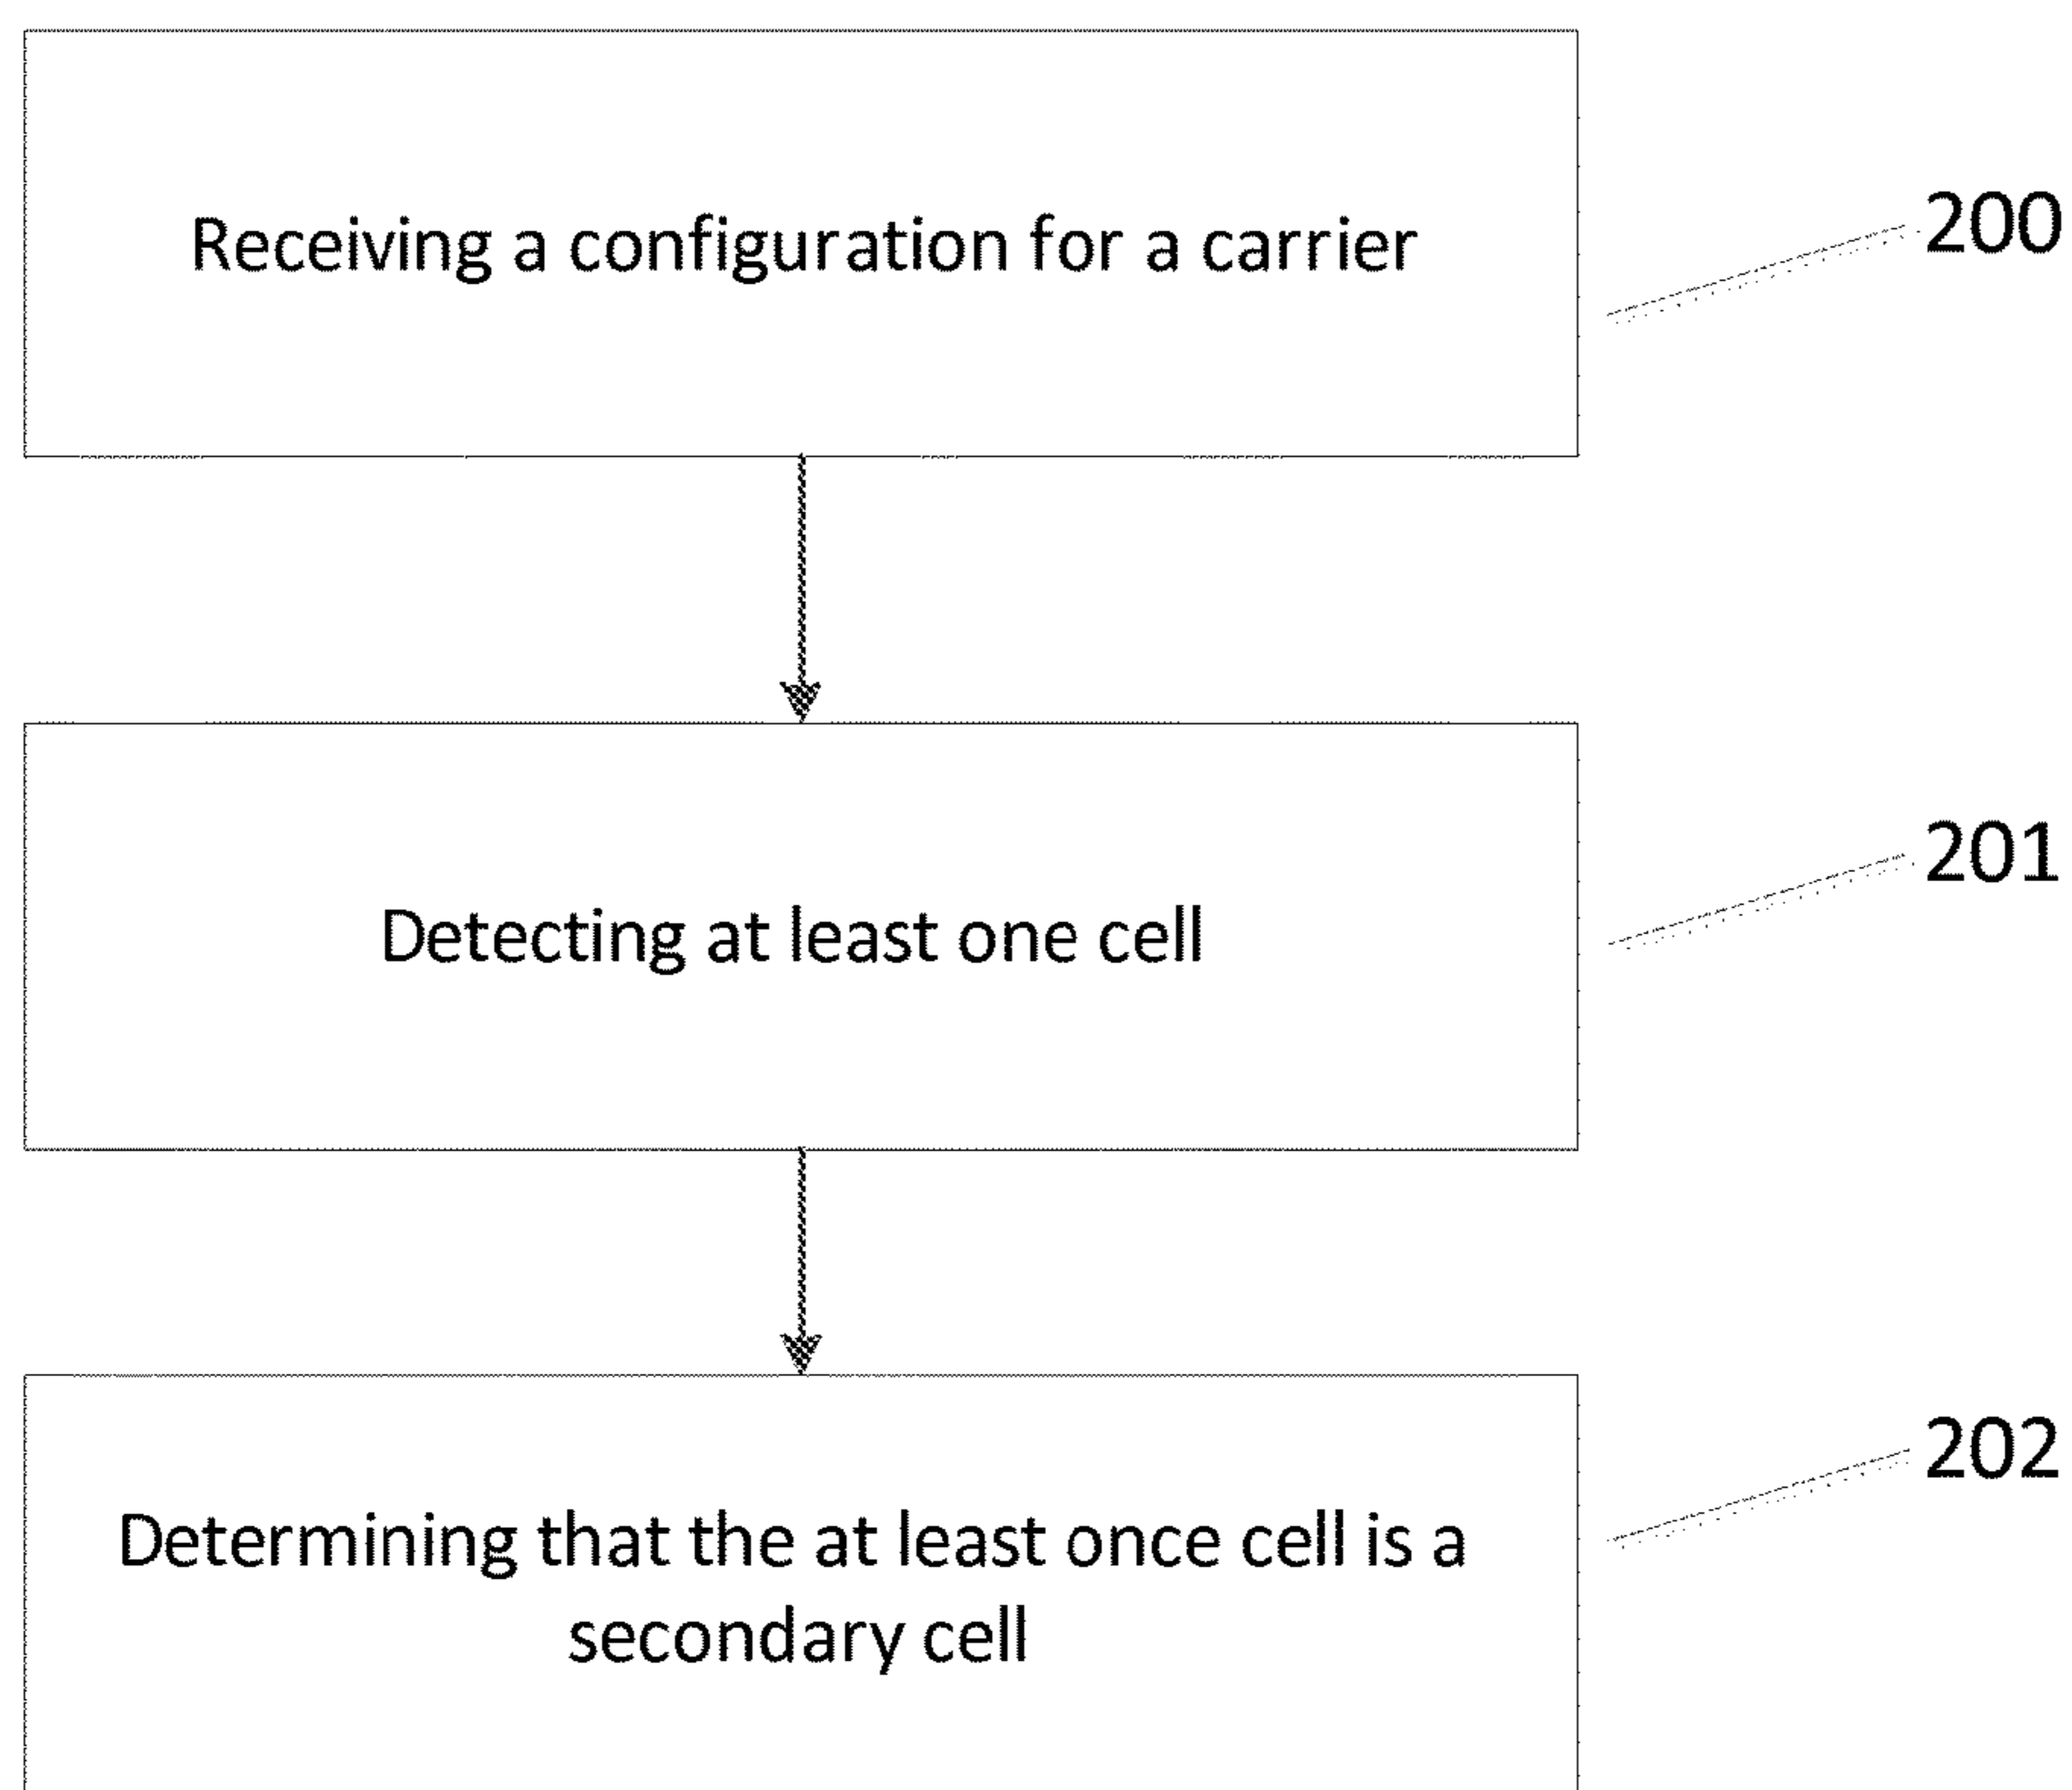 Receiving a configuration for a carrier
200
Detecting at least one cell
201
Determining that the at least once cell is a
secondary cell
202